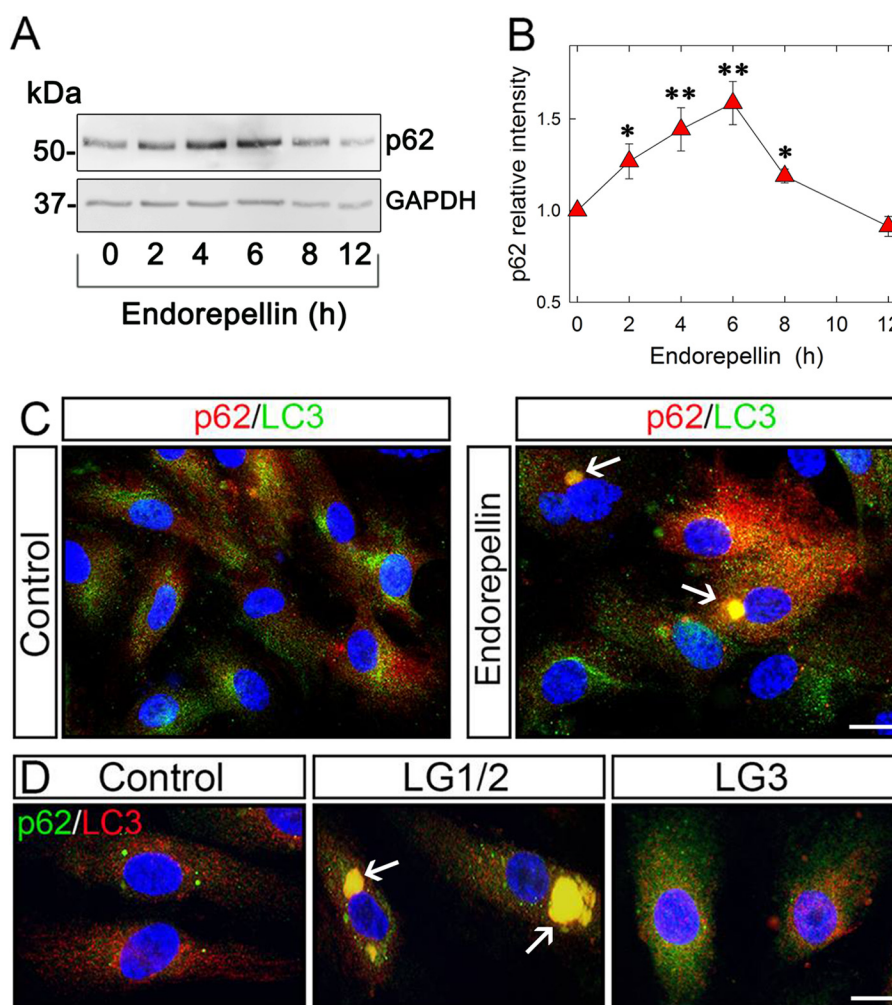 A
kDa
50-
p62
37-
GAPDH
0 2 4 6 8 12
Endorepellin (h)
B
p62 relative intensity
1.5
1.0
0.5
* ** ** *
0 2 4 6 8 10 12
Endorepellin (h)
C
p62/LC3
p62/LC3
Control
Endorepellin
D
Control
LG1/2
LG3
p62/LC3